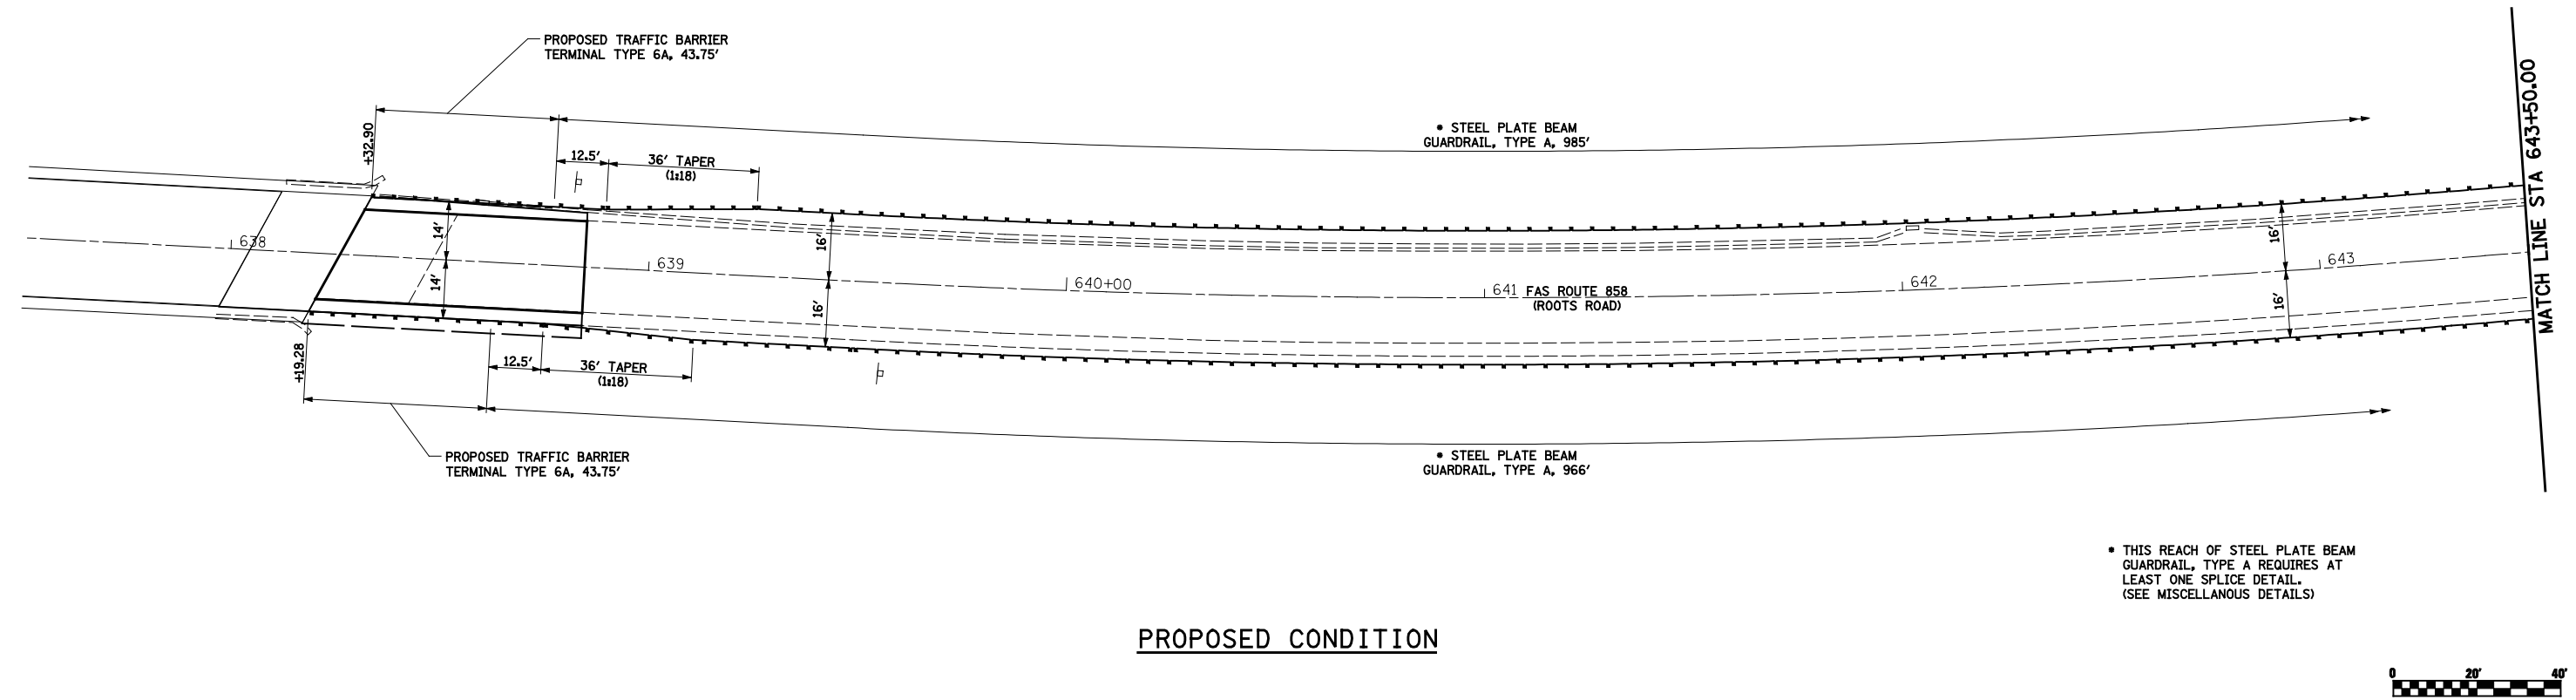 PROPOSED TRAFFIC BARRIER
TERMINAL TYPE 6A, 43.75'
+32.90
12.5'
36' TAPER
(1:18)
* STEEL PLATE BEAM
GUARDRAIL, TYPE A, 985'
MATCH LINE STA 643+50.00
638
14'
14'
639
16'
16'
640+00
641 FAS ROUTE 858
(ROOTS ROAD)
642
16'
16'
643
+19.28
12.5'
36' TAPER
(1:18)
PROPOSED TRAFFIC BARRIER
TERMINAL TYPE 6A, 43.75'
* STEEL PLATE BEAM
GUARDRAIL, TYPE A, 966'
* THIS REACH OF STEEL PLATE BEAM
GUARDRAIL, TYPE A REQUIRES AT
LEAST ONE SPLICE DETAIL.
(SEE MISCELLANOUS DETAILS)
PROPOSED CONDITION
0 20' 40'